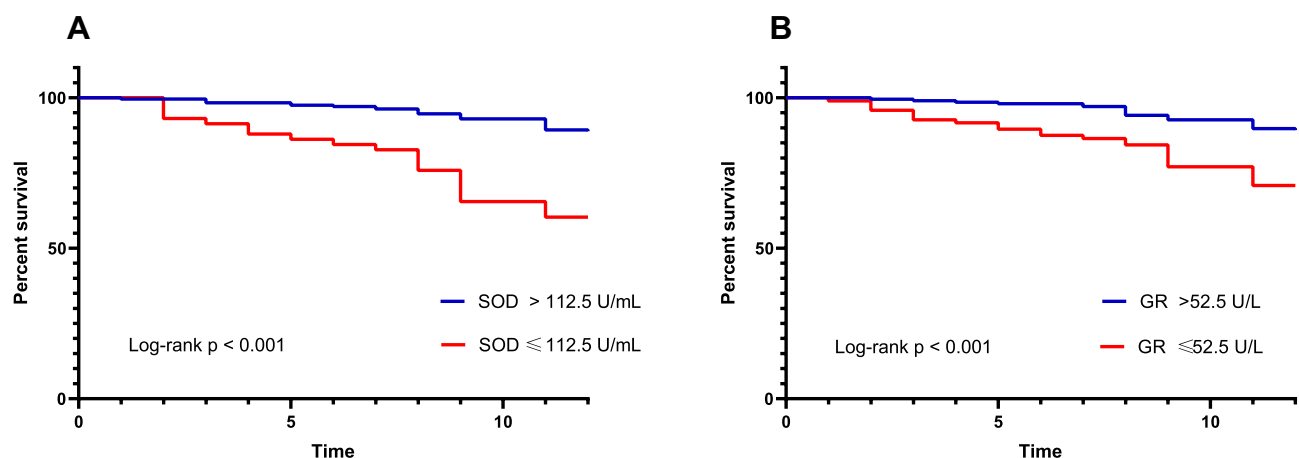 A
Percent survival
100
50
0
0 5 10
Time
SOD > 112.5 U/mL
SOD ⩽ 112.5 U/mL
Log-rank p < 0.001
B
Percent survival
100
50
0
0 5 10
Time
GR >52.5 U/L
GR ⩽52.5 U/L
Log-rank p < 0.001